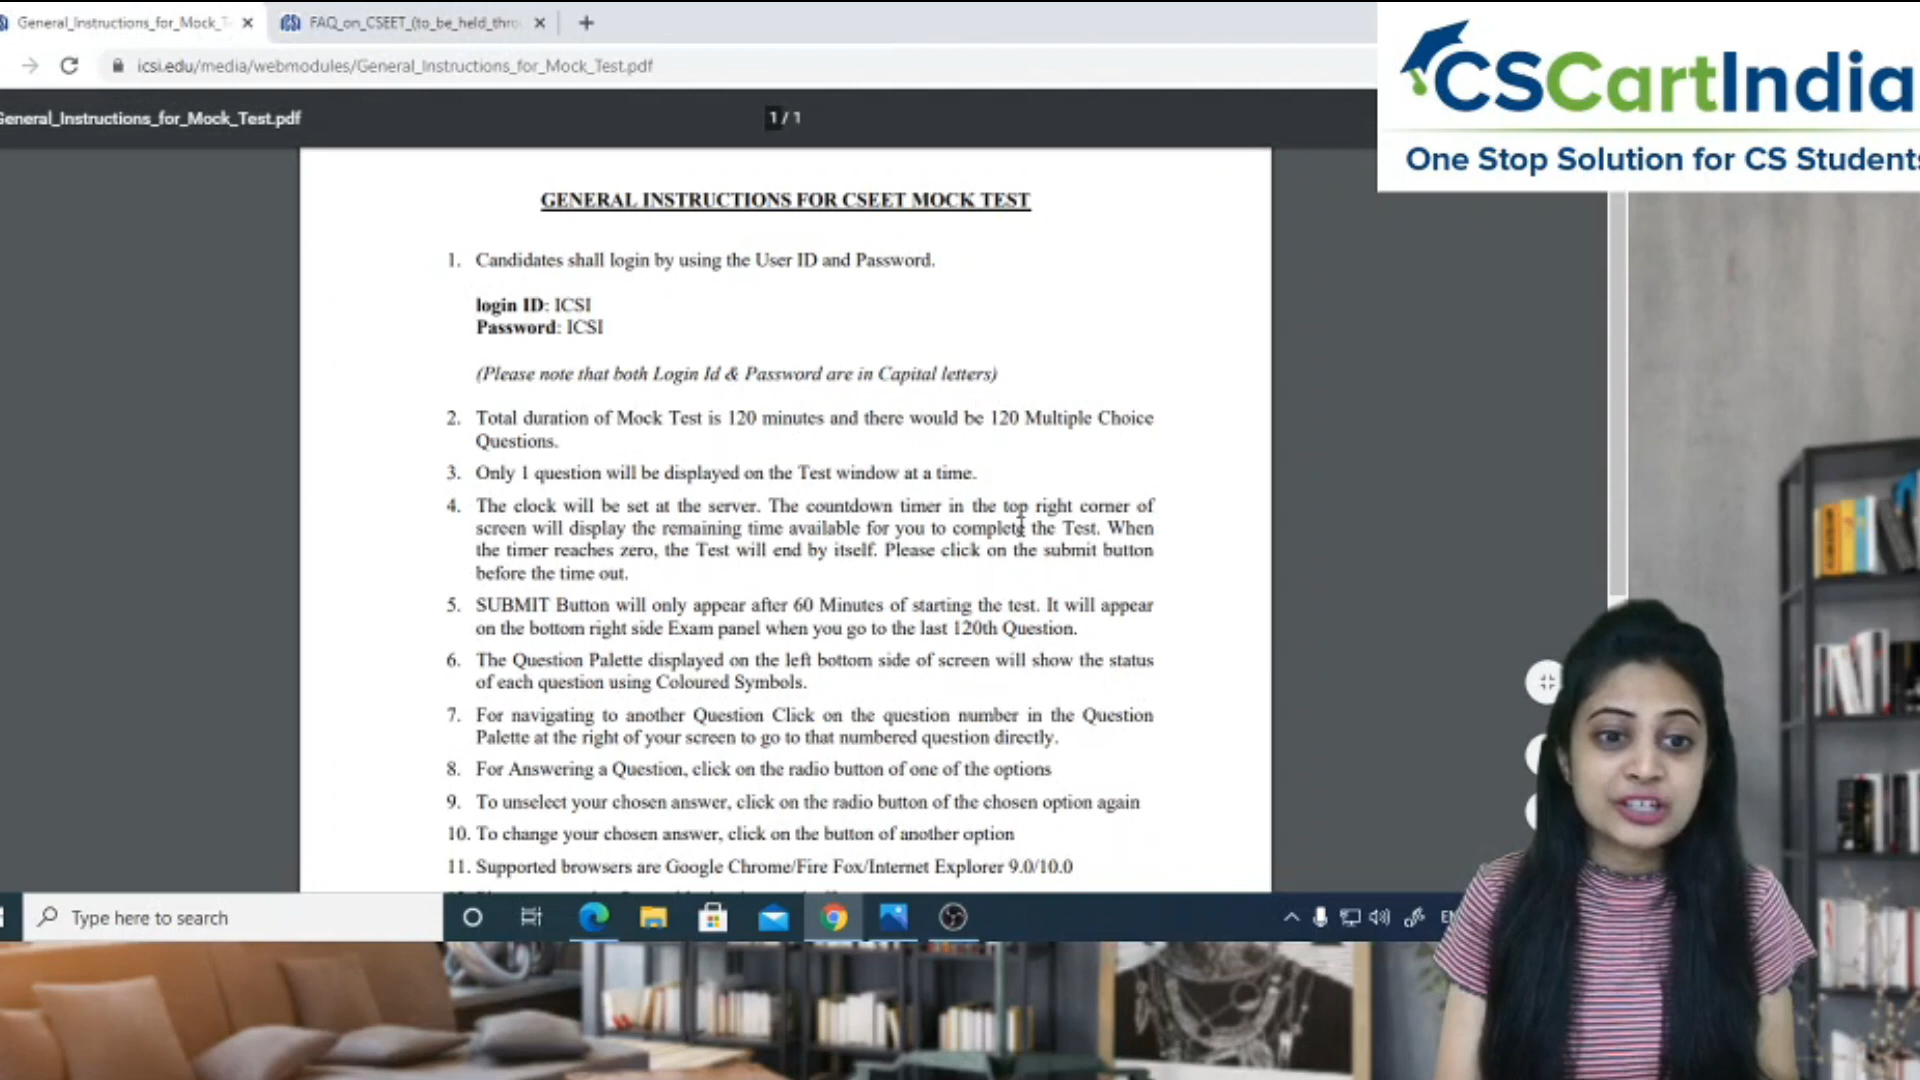 General_Instructions_for_Mock_T
FAQ_on_CSEET_(to_be_held_thro
icsi.edu/media/webmodules/General_Instructions_for_Mock_Test.pdf
General_Instructions_for_Mock_Test.pdf
1 / 1
CSCartIndia
One Stop Solution for CS Students
GENERAL INSTRUCTIONS FOR CSEET MOCK TEST
1. Candidates shall login by using the User ID and Password.
login ID: ICSI
Password: ICSI
(Please note that both Login Id & Password are in Capital letters)
2. Total duration of Mock Test is 120 minutes and there would be 120 Multiple Choice
Questions.
3. Only 1 question will be displayed on the Test window at a time.
4. The clock will be set at the server. The countdown timer in the top right corner of
screen will display the remaining time available for you to complete the Test. When
the timer reaches zero, the Test will end by itself. Please click on the submit button
before the time out.
5. SUBMIT Button will only appear after 60 Minutes of starting the test. It will appear
on the bottom right side Exam panel when you go to the last 120th Question.
6. The Question Palette displayed on the left bottom side of screen will show the status
of each question using Coloured Symbols.
7. For navigating to another Question Click on the question number in the Question
Palette at the right of your screen to go to that numbered question directly.
8. For Answering a Question, click on the radio button of one of the options
9. To unselect your chosen answer, click on the radio button of the chosen option again
10. To change your chosen answer, click on the button of another option
11. Supported browsers are Google Chrome/Fire Fox/Internet Explorer 9.0/10.0
Type here to search